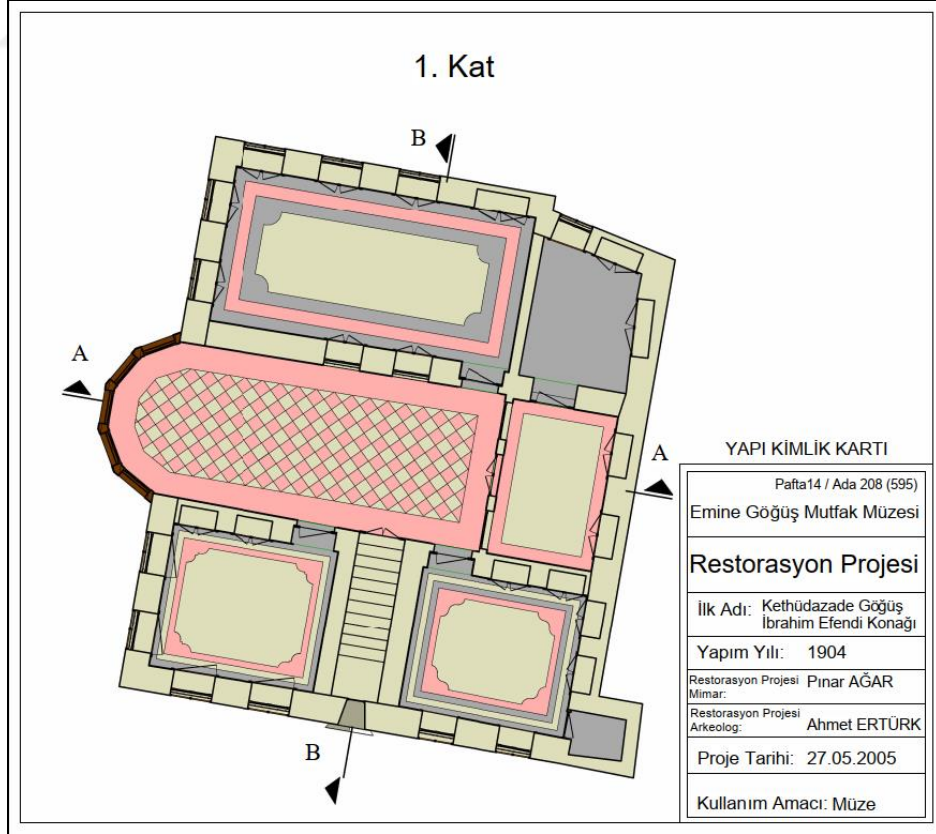 1. Kat
B
A
A
B
YAPI KİMLİK KARTI
Pafta14 / Ada 208 (595)
Emine Göğüş Mutfak Müzesi
Restorasyon Projesi
İlk Adı: Kethüdazade Göğüş
İbrahim Efendi Konağı
Yapım Yılı: 1904
Restorasyon Projesi
Mimar: Pınar AĞAR
Restorasyon Projesi
Arkeolog: Ahmet ERTÜRK
Proje Tarihi: 27.05.2005
Kullanım Amacı: Müze